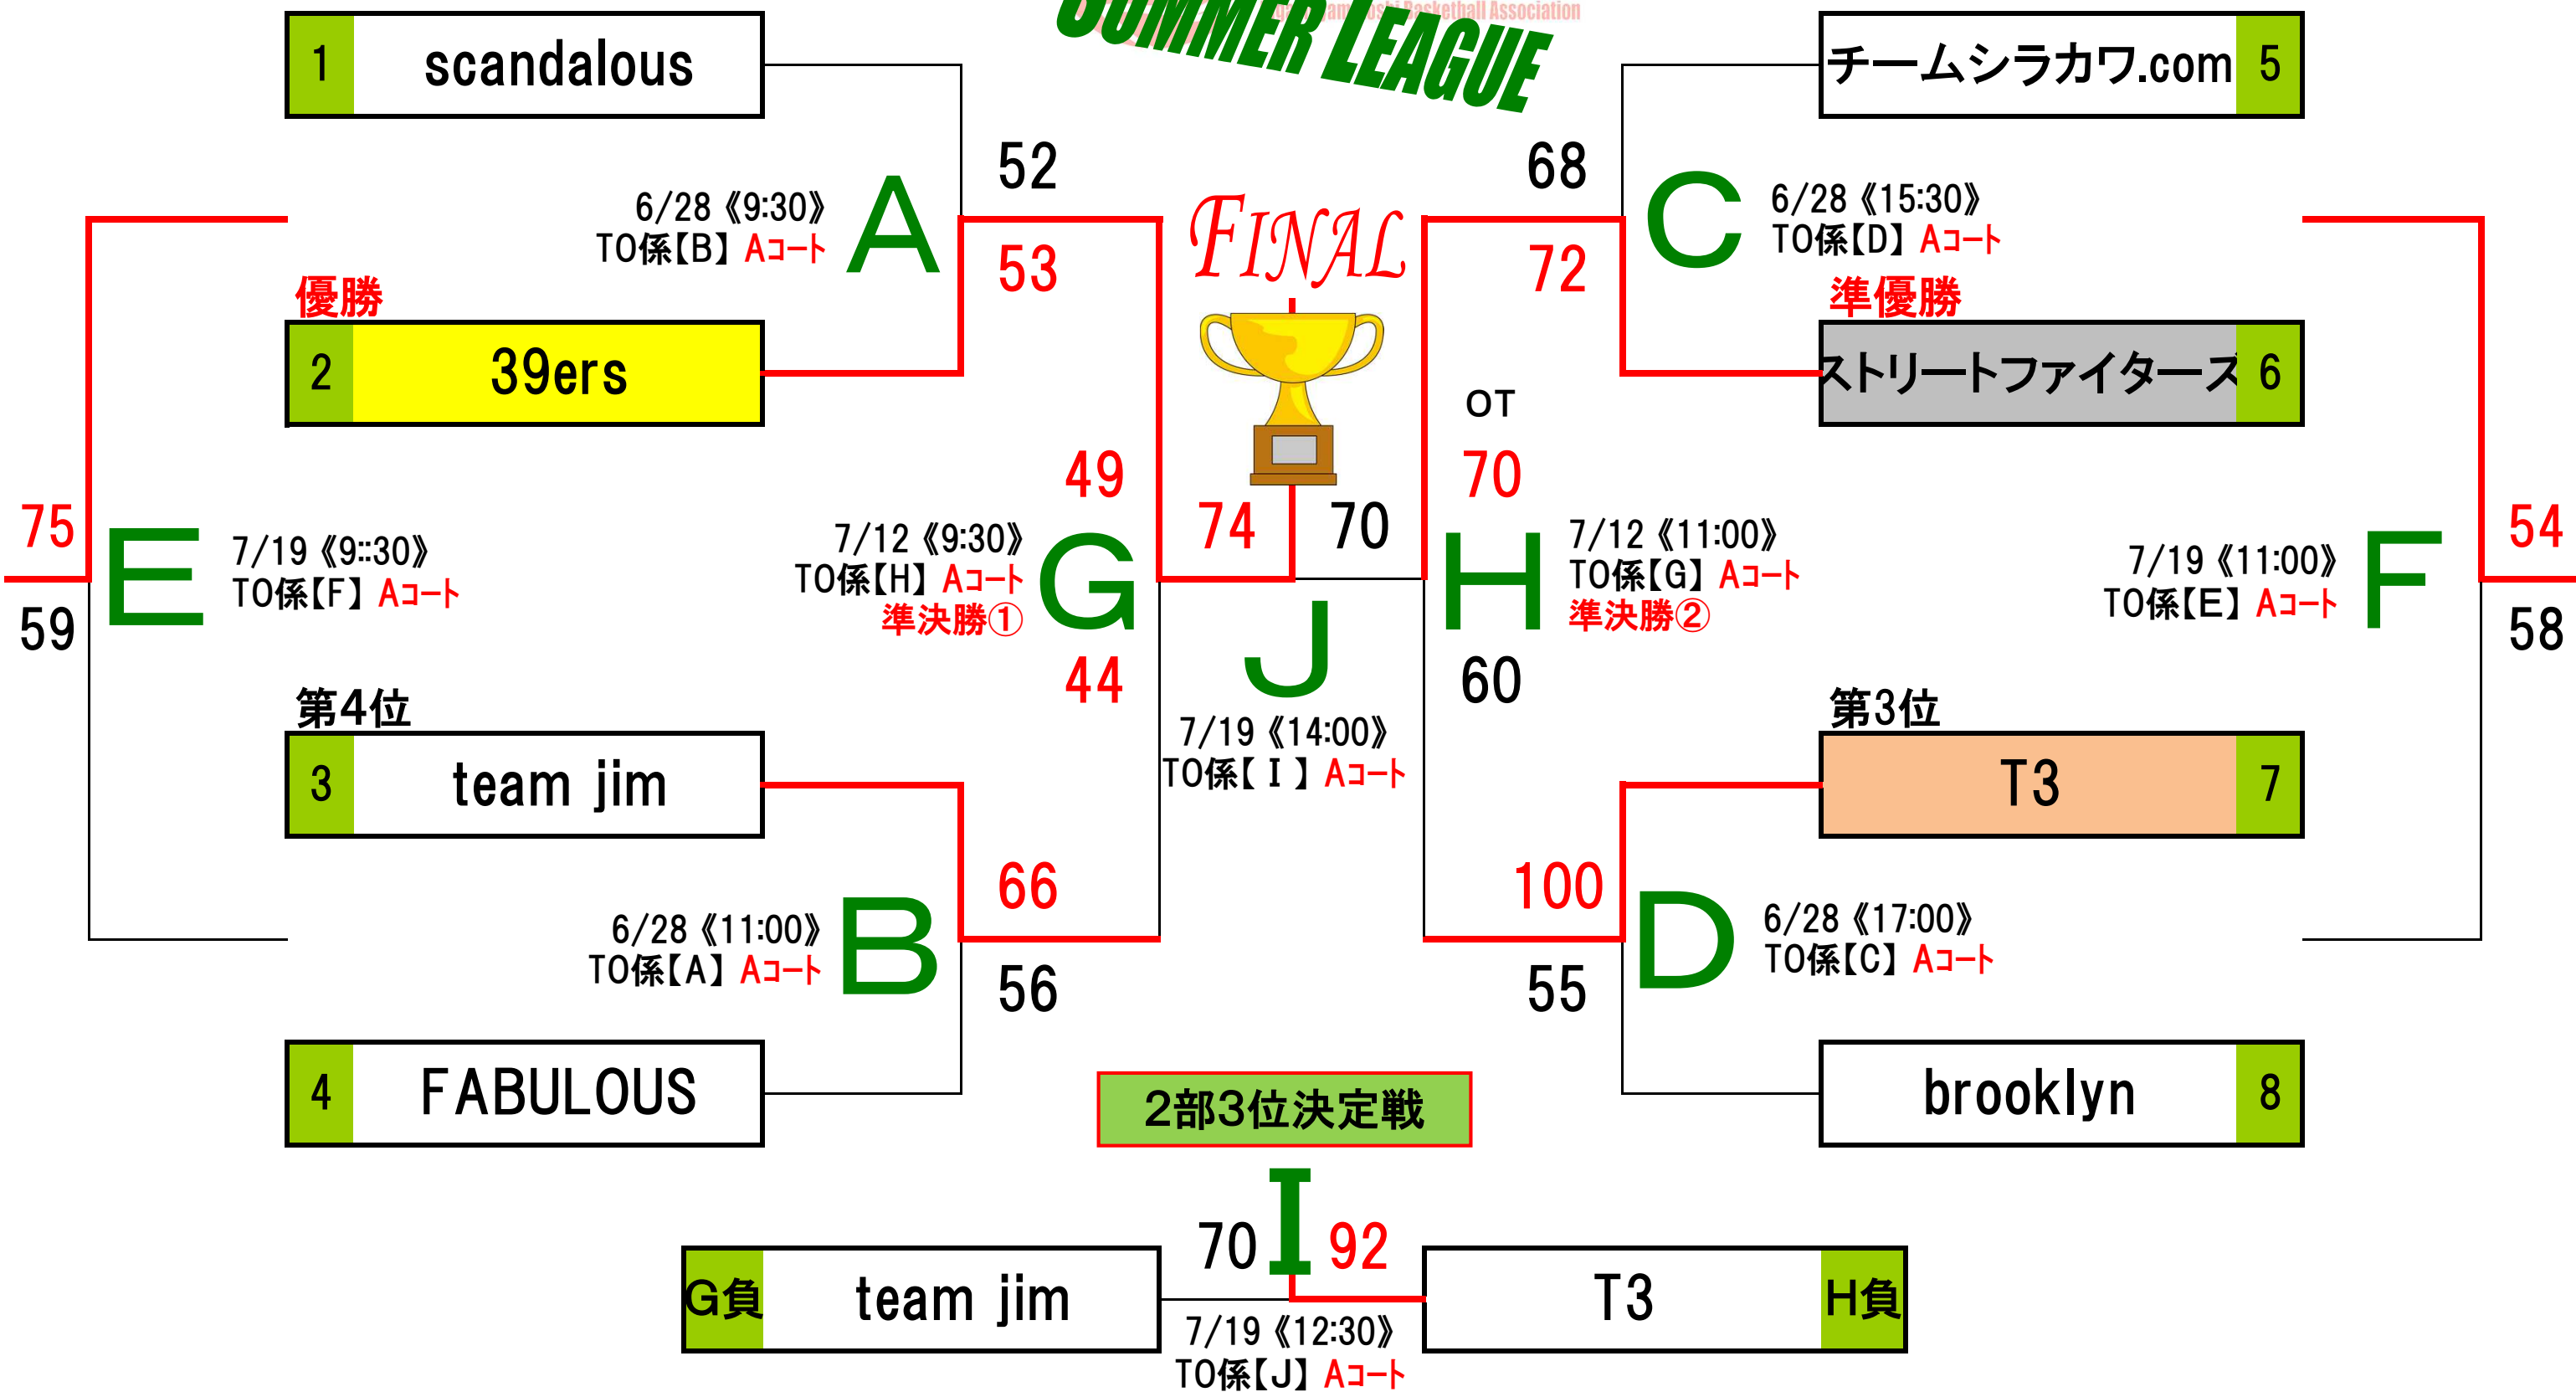 Basketball Association
SUMMER LEAGUE
1 scandalous
チームシラカワ.com 5
52
68
6/28《9:30》
TO係【B】 Aコート
A
FINAL
C
6/28《15:30》
TO係【D】 Aコート
53
72
優勝
2 39ers
準優勝
ストリートファイターズ 6
OT
49
70
75
74
70
54
E
7/19《9::30》
TO係【F】 Aコート
7/12《9:30》
TO係【H】 Aコート
準決勝①
G
H
7/12《11:00》
TO係【G】 Aコート
準決勝②
7/19《11:00》
TO係【E】 Aコート
F
59
58
44
J
60
7/19《14:00》
TO係【I】 Aコート
第4位
3 team jim
第3位
T3 7
66
100
6/28《11:00》
TO係【A】 Aコート
B
D
6/28《17:00》
TO係【C】 Aコート
56
55
4 FABULOUS
brooklyn 8
2部3位決定戦
70 I 92
G負 team jim
T3 H負
7/19《12:30》
TO係【J】 Aコート